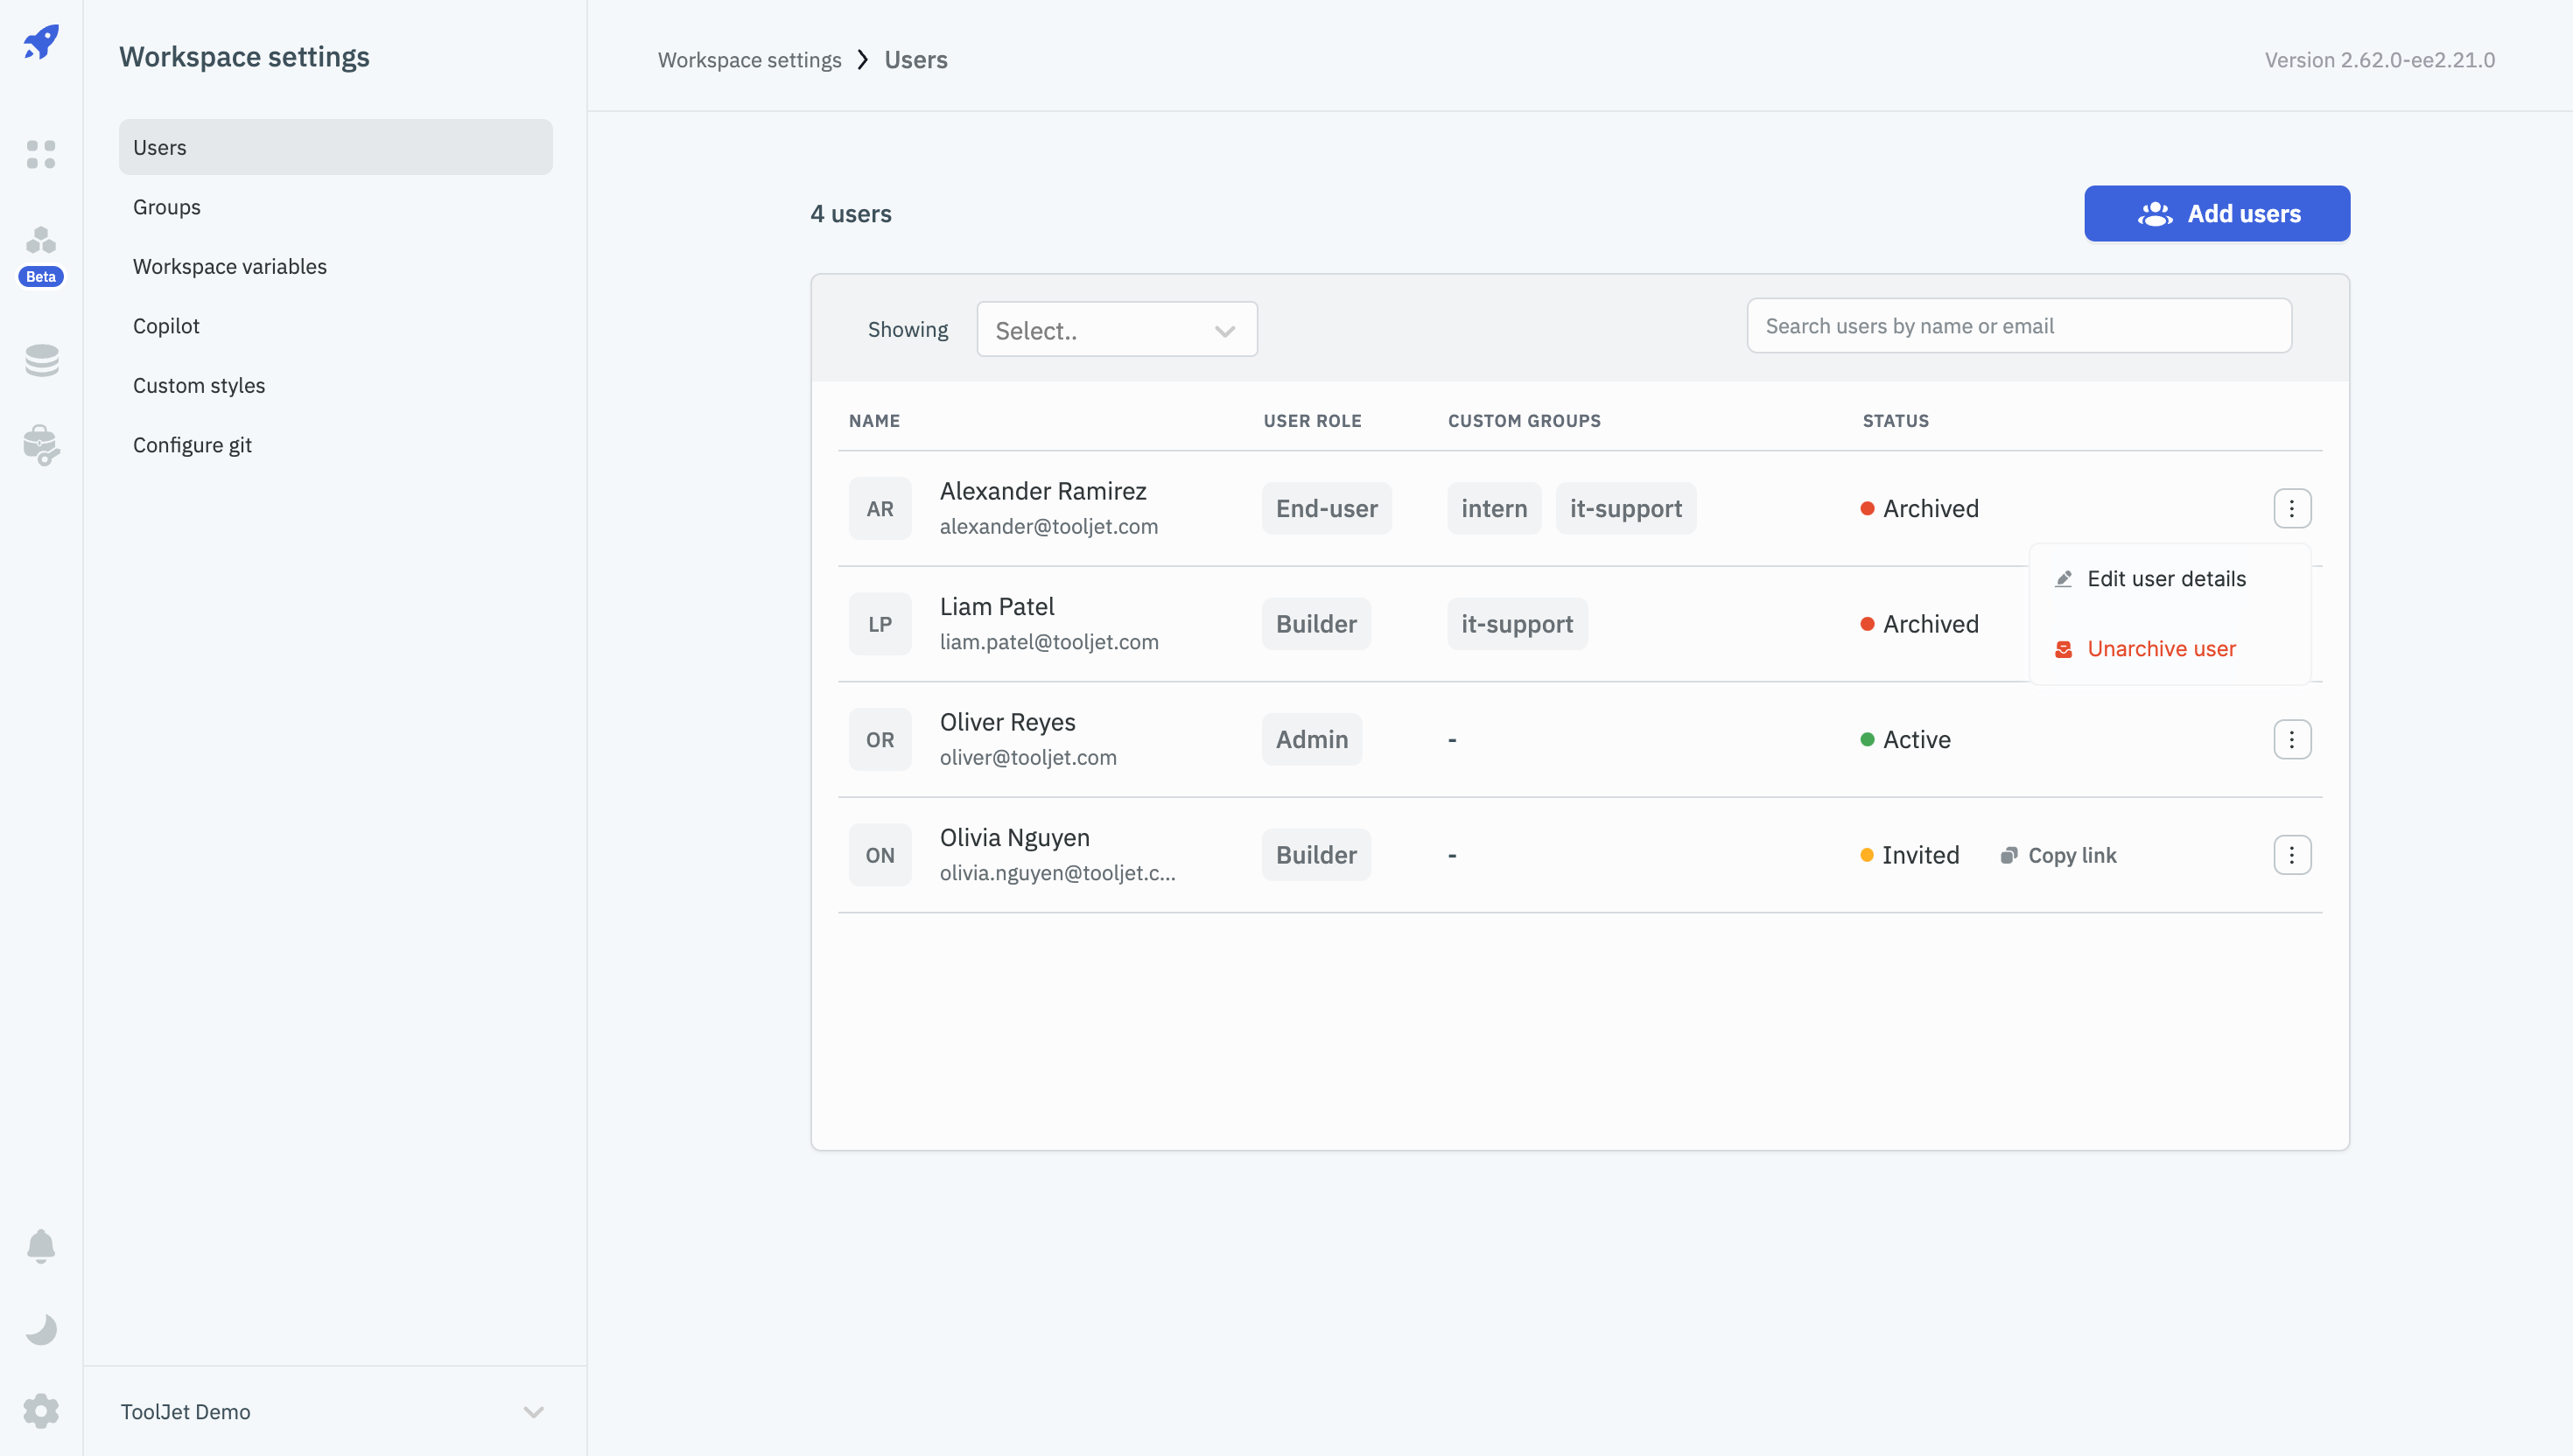 Workspace settings
Users
Groups
Workspace variables
Copilot
Custom styles
Configure git
Beta
ToolJet Demo
Workspace settings Users
Version 2.62.0-ee2.21.0
4 users
Add users
Showing Select..
Search users by name or email
NAME USER ROLE CUSTOM GROUPS STATUS
AR Alexander Ramirez End-user intern it-support Archived
alexander@tooljet.com
Edit user details
LP Liam Patel Builder it-support Archived
liam.patel@tooljet.com
Unarchive user
OR Oliver Reyes Admin - Active
oliver@tooljet.com
ON Olivia Nguyen Builder - Invited Copy link
olivia.nguyen@tooljet.c...